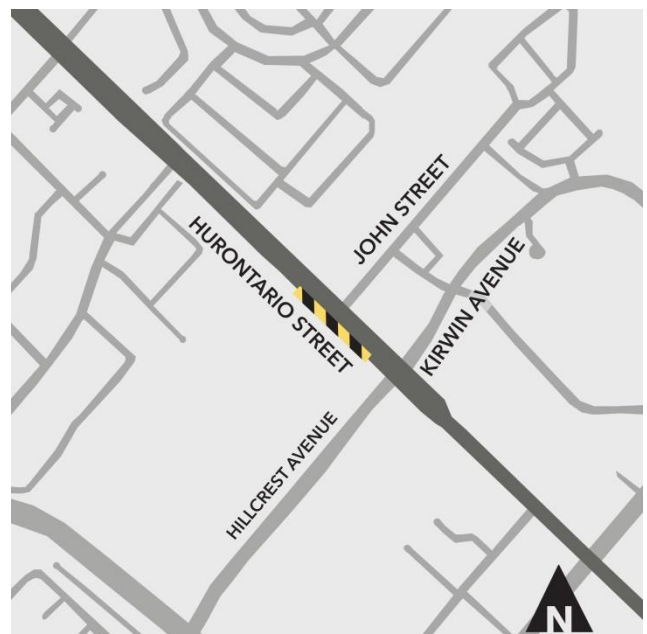 JOHN STREET
HURONTARIO STREET
KIRWIN AVENUE
HILLCREST AVENUE
N